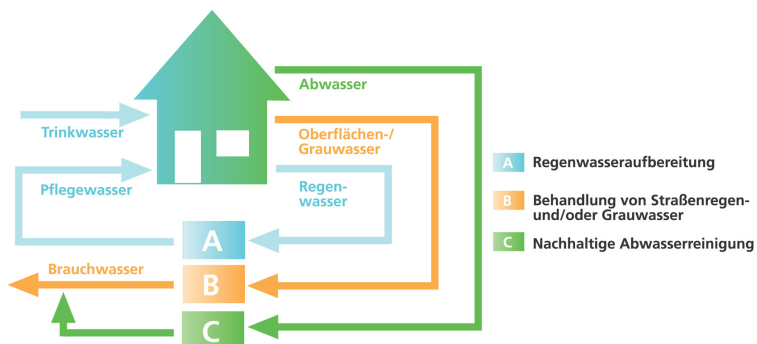 Abwasser
Trinkwasser
Oberflächen-/
Grauwasser
Pflegewasser
Regen-
wasser
A
Brauchwasser
B
C
A Regenwasseraufbereitung
B Behandlung von Straßenregen-
und/oder Grauwasser
C Nachhaltige Abwasserreinigung